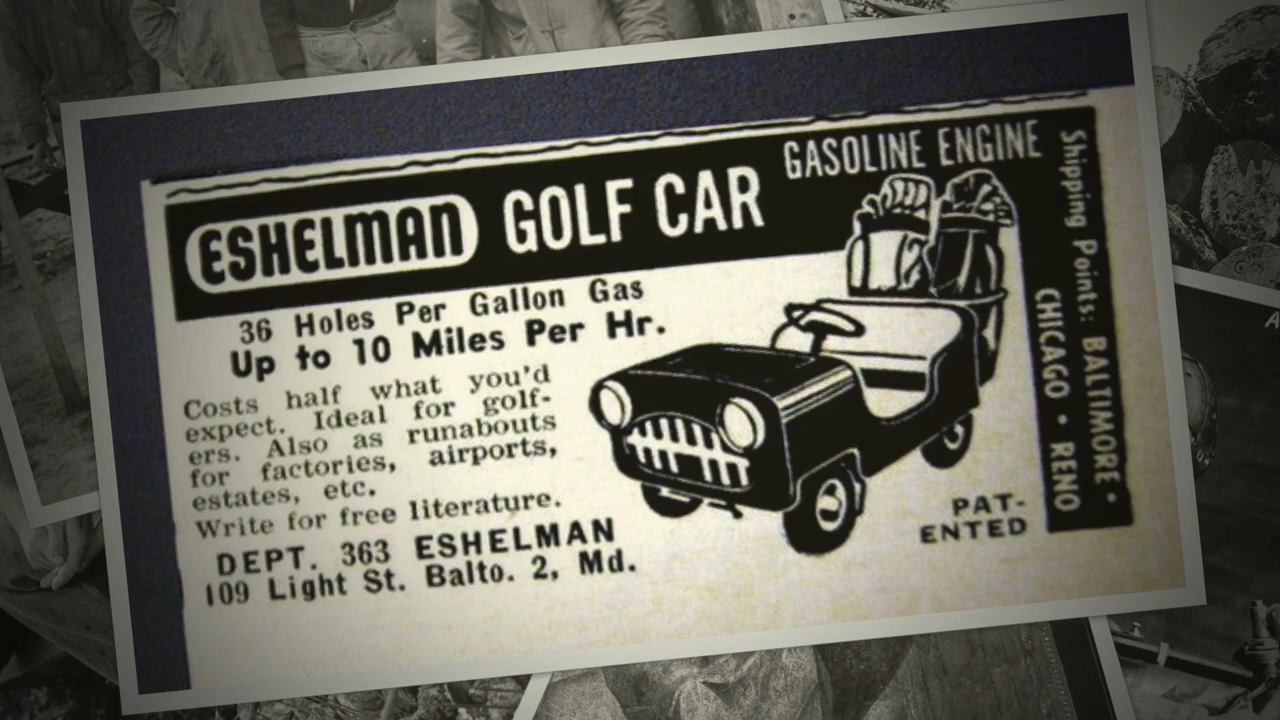 ESHELMAN GOLF CAR
GASOLINE ENGINE
36 Holes Per Gallon Gas
Up to 10 Miles Per Hr.
Costs half what you'd
expect. Ideal for golf-
ers. Also as runabouts
for factories, airports,
estates, etc.
Write for free literature.
DEPT. 363 ESHELMAN
109 Light St. Balto. 2, Md.
PAT-
ENTED
Shipping Points: BALTIMORE •
CHICAGO • RENO